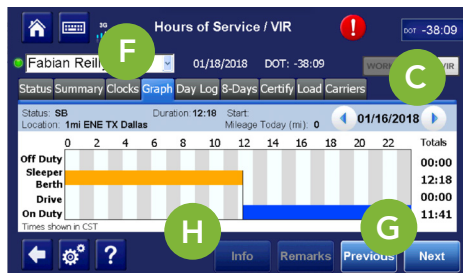 3G Hours of Service / VIR ! DOT -38:09
F
Fabian Reill 01/18/2018 DOT: -38:09 WOR VIR
C
Status Summary Clocks Graph Day Log 8-Days Certify Load Carriers
Status: SB Duration: 12:18 Start:
Location: 1mi ENE TX Dallas Mileage Today (mi): 0 01/16/2018
0 2 4 6 8 10 12 14 16 18 20 22 Totals
Off Duty 00:00
Sleeper
Berth 12:18
Drive 00:00
On Duty 11:41
Times shown in CST
H G
? Info Remarks Previous Next